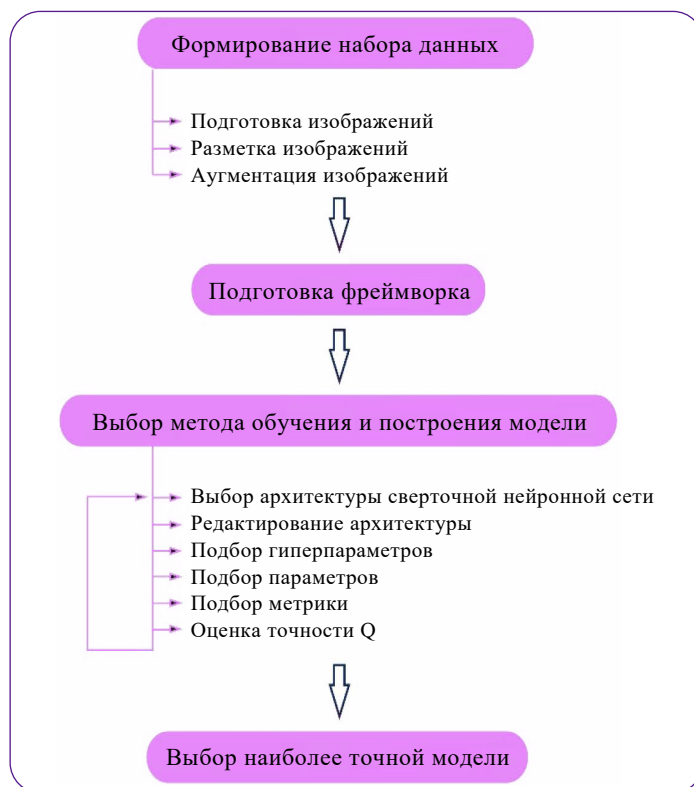 Формирование набора данных
Подготовка изображений
Разметка изображений
Аугментация изображений
Подготовка фреймворка
Выбор метода обучения и построения модели
Выбор архитектуры сверточной нейронной сети
Редактирование архитектуры
Подбор гиперпараметров
Подбор параметров
Подбор метрики
Оценка точности Q
Выбор наиболее точной модели